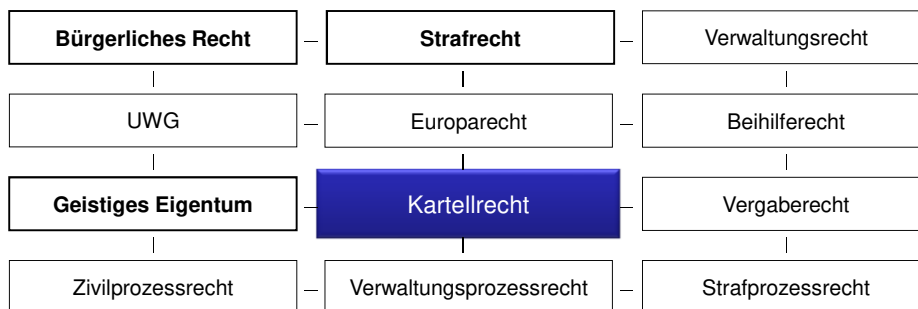 Bürgerliches Recht
Strafrecht
Verwaltungsrecht
UWG
Europarecht
Beihilferecht
Geistiges Eigentum
Kartellrecht
Vergaberecht
Zivilprozessrecht
Verwaltungsprozessrecht
Strafprozessrecht